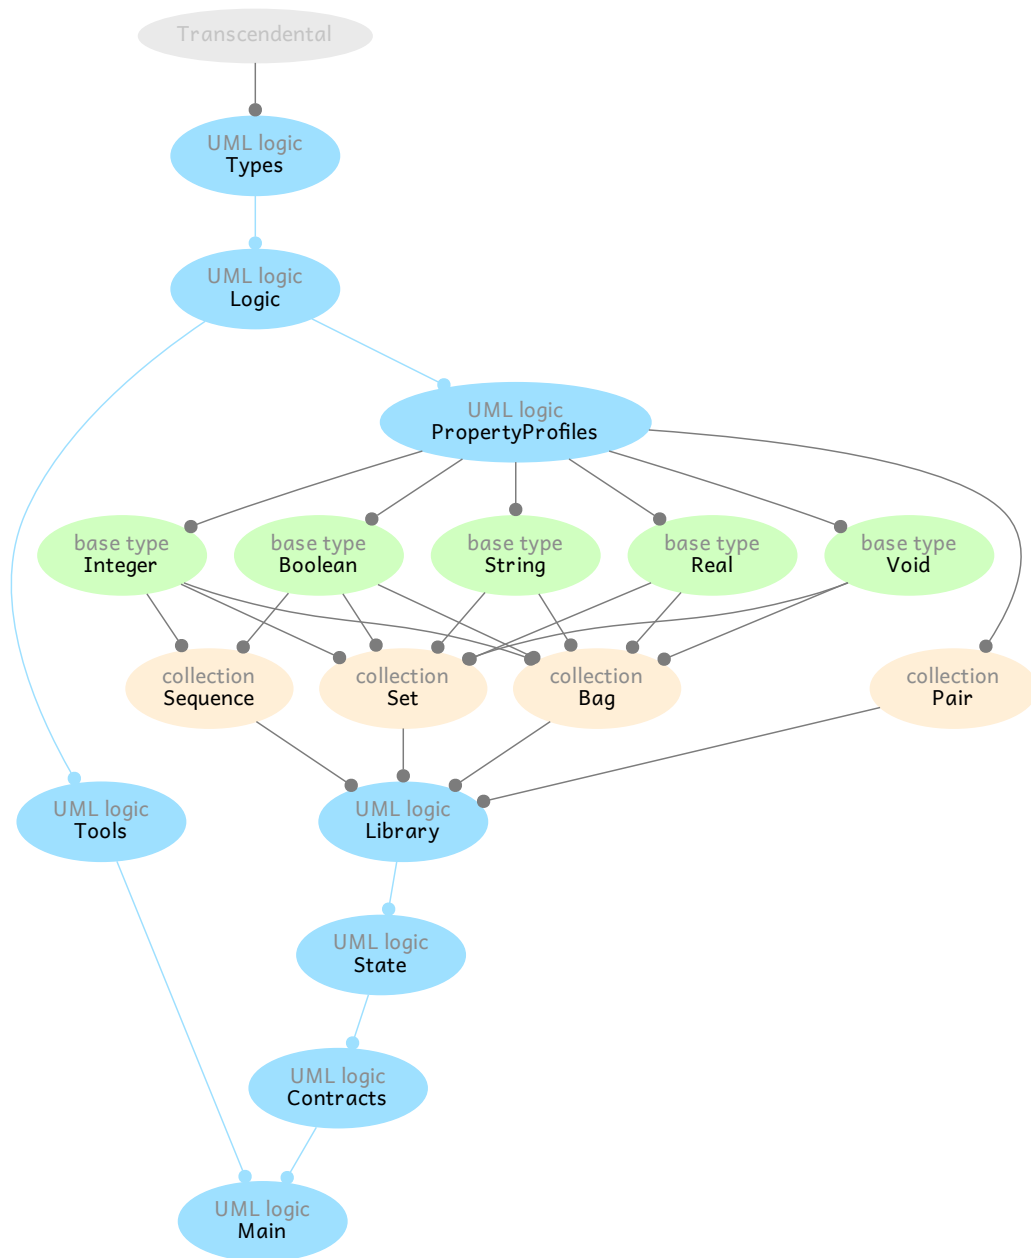 Transcendental
UML logic
Types
UML logic
Logic
UML logic
PropertyProfiles
base type
Integer
base type
Boolean
base type
String
base type
Real
base type
Void
collection
Sequence
collection
Set
collection
Bag
collection
Pair
UML logic
Tools
UML logic
Library
UML logic
State
UML logic
Contracts
UML logic
Main